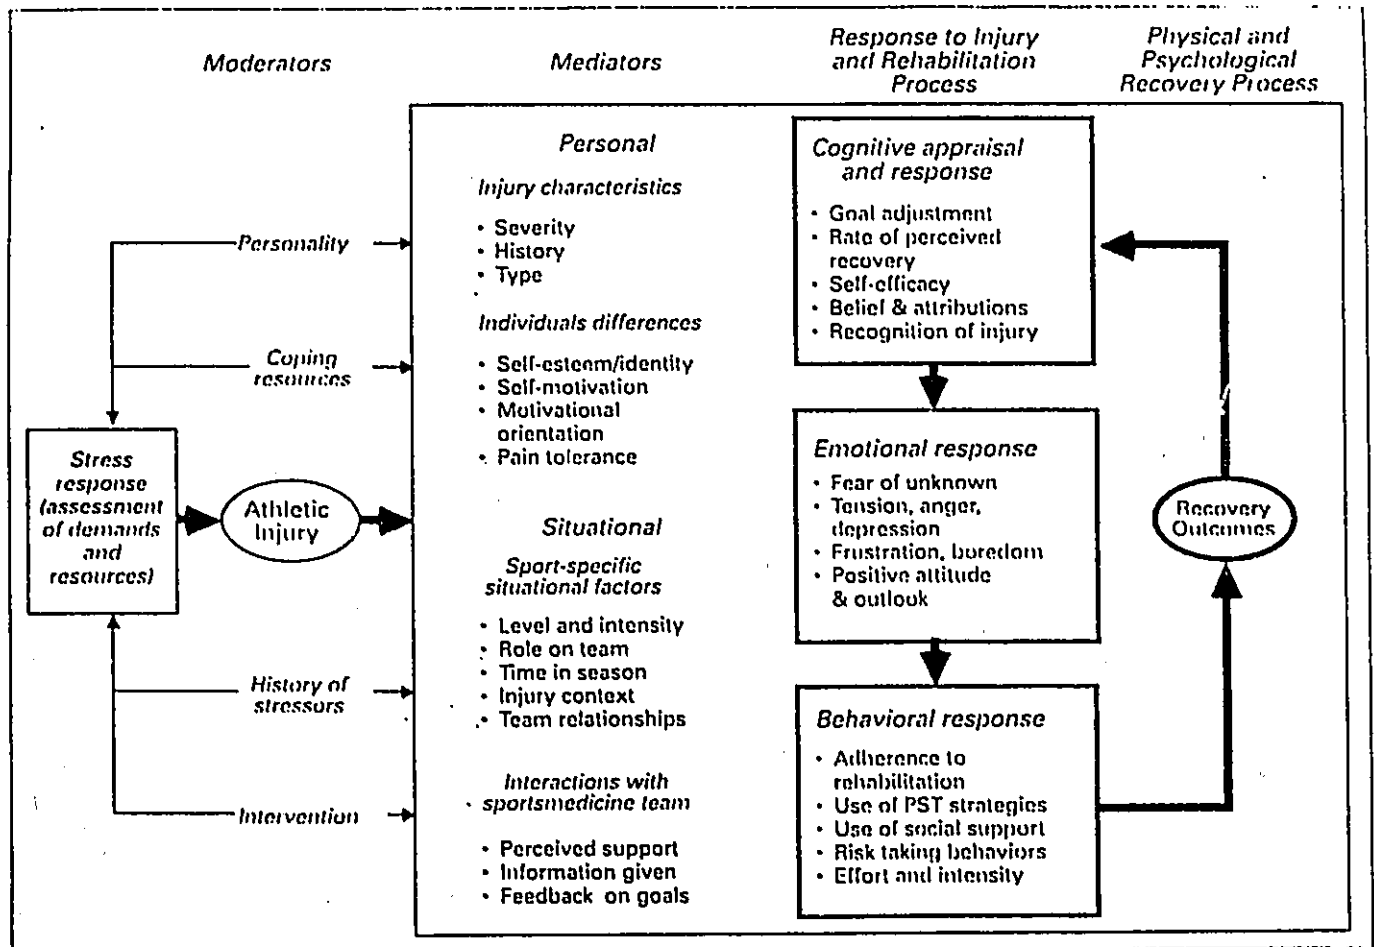 Moderators
Mediators
Response to Injury
and Rehabilitation
Process
Physical and
Psychological
Recovery Process
Personality
Coping
resources
Stress
response
(assessment
of demands
and
resources)
Athletic
Injury
History of
stressors
Intervention
Personal
Injury characteristics
• Severity
• History
• Type
Individuals differences
• Self-esteem/identity
• Self-motivation
• Motivational
orientation
• Pain tolerance
Situational
Sport-specific
situational factors
• Level and intensity
• Role on team
• Time in season
• Injury context
• Team relationships
Interactions with
sportsmedicine team
• Perceived support
• Information given
• Feedback on goals
Cognitive appraisal
and response
• Goal adjustment
• Rate of perceived
recovery
• Self-efficacy
• Belief & attributions
• Recognition of injury
Emotional response
• Fear of unknown
• Tension, anger,
depression
• Frustration, boredom
• Positive attitude
& outlook
Behavioral response
• Adherence to
rehabilitation
• Use of PST strategies
• Use of social support
• Risk taking behaviors
• Effort and intensity
Recovery
Outcomes